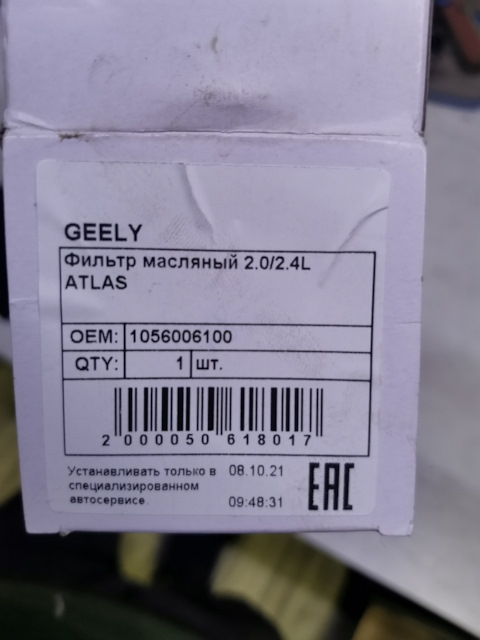 GEELY
Фильтр масляный 2.0/2.4L
ATLAS
OEM: 1056006100
QTY: 1 шт.
2 000050 618017
Устанавливать только в 08.10.21
специализированном
автосервисе. 09:48:31
EAC